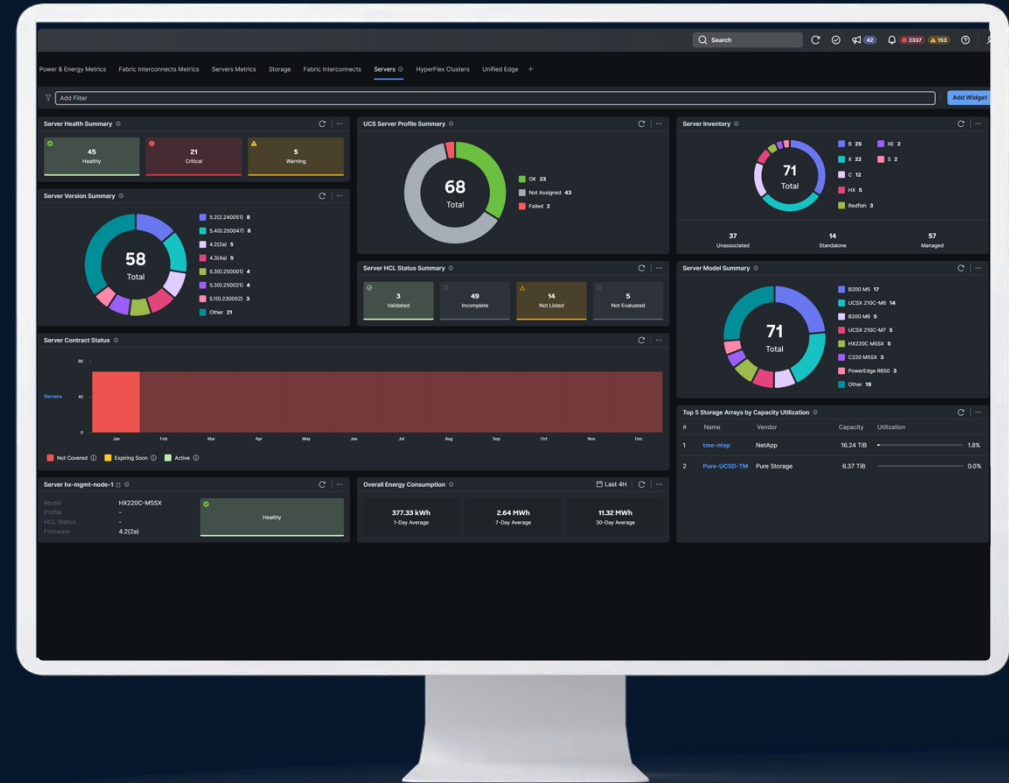 Search
42
2337
153
Power & Energy Metrics Fabric Interconnects Metrics Servers Metrics Storage Fabric Interconnects Servers HyperFlex Clusters Unified Edge +
Add Filter
Add Widget
Server Health Summary
45
Healthy
21
Critical
5
Warning
Server Version Summary
58
Total
5.2(2.240051) 8
5.4(0.250047) 8
4.2(2a) 5
4.3(4a) 5
5.3(0.250001) 4
5.3(0.250021) 4
5.1(0.230052) 3
Other 21
UCS Server Profile Summary
68
Total
OK 23
Not Assigned 43
Failed 2
Server HCL Status Summary
3
Validated
49
Incomplete
14
Not Listed
5
Not Evaluated
Server Inventory
71
Total
B 25
X 22
C 12
HX 5
Redfish 3
XE 2
S 2
37
Unassociated
14
Standalone
57
Managed
Server Model Summary
71
Total
B200 M5 17
UCSX 210C-M6 14
B200 M6 5
UCSX 210C-M7 5
HX220C M5SX 5
C220 M5SX 3
PowerEdge R650 3
Other 19
Server Contract Status
80
Servers
40
0
Jan Feb Mar Apr May Jun Jul Aug Sep Oct Nov Dec
Not Covered Expiring Soon Active
Top 5 Storage Arrays by Capacity Utilization
# Name Vendor Capacity Utilization
1 tme-ntap NetApp 16.24 TiB 1.8%
2 Pure-UCSD-TM Pure Storage 6.37 TiB 0.0%
Server hx-mgmt-node-1
Model HX220C-M5SX
Profile -
HCL Status -
Firmware 4.2(2a)
Healthy
Overall Energy Consumption
Last 4H
377.33 kWh
1-Day Average
2.64 MWh
7-Day Average
11.32 MWh
30-Day Average